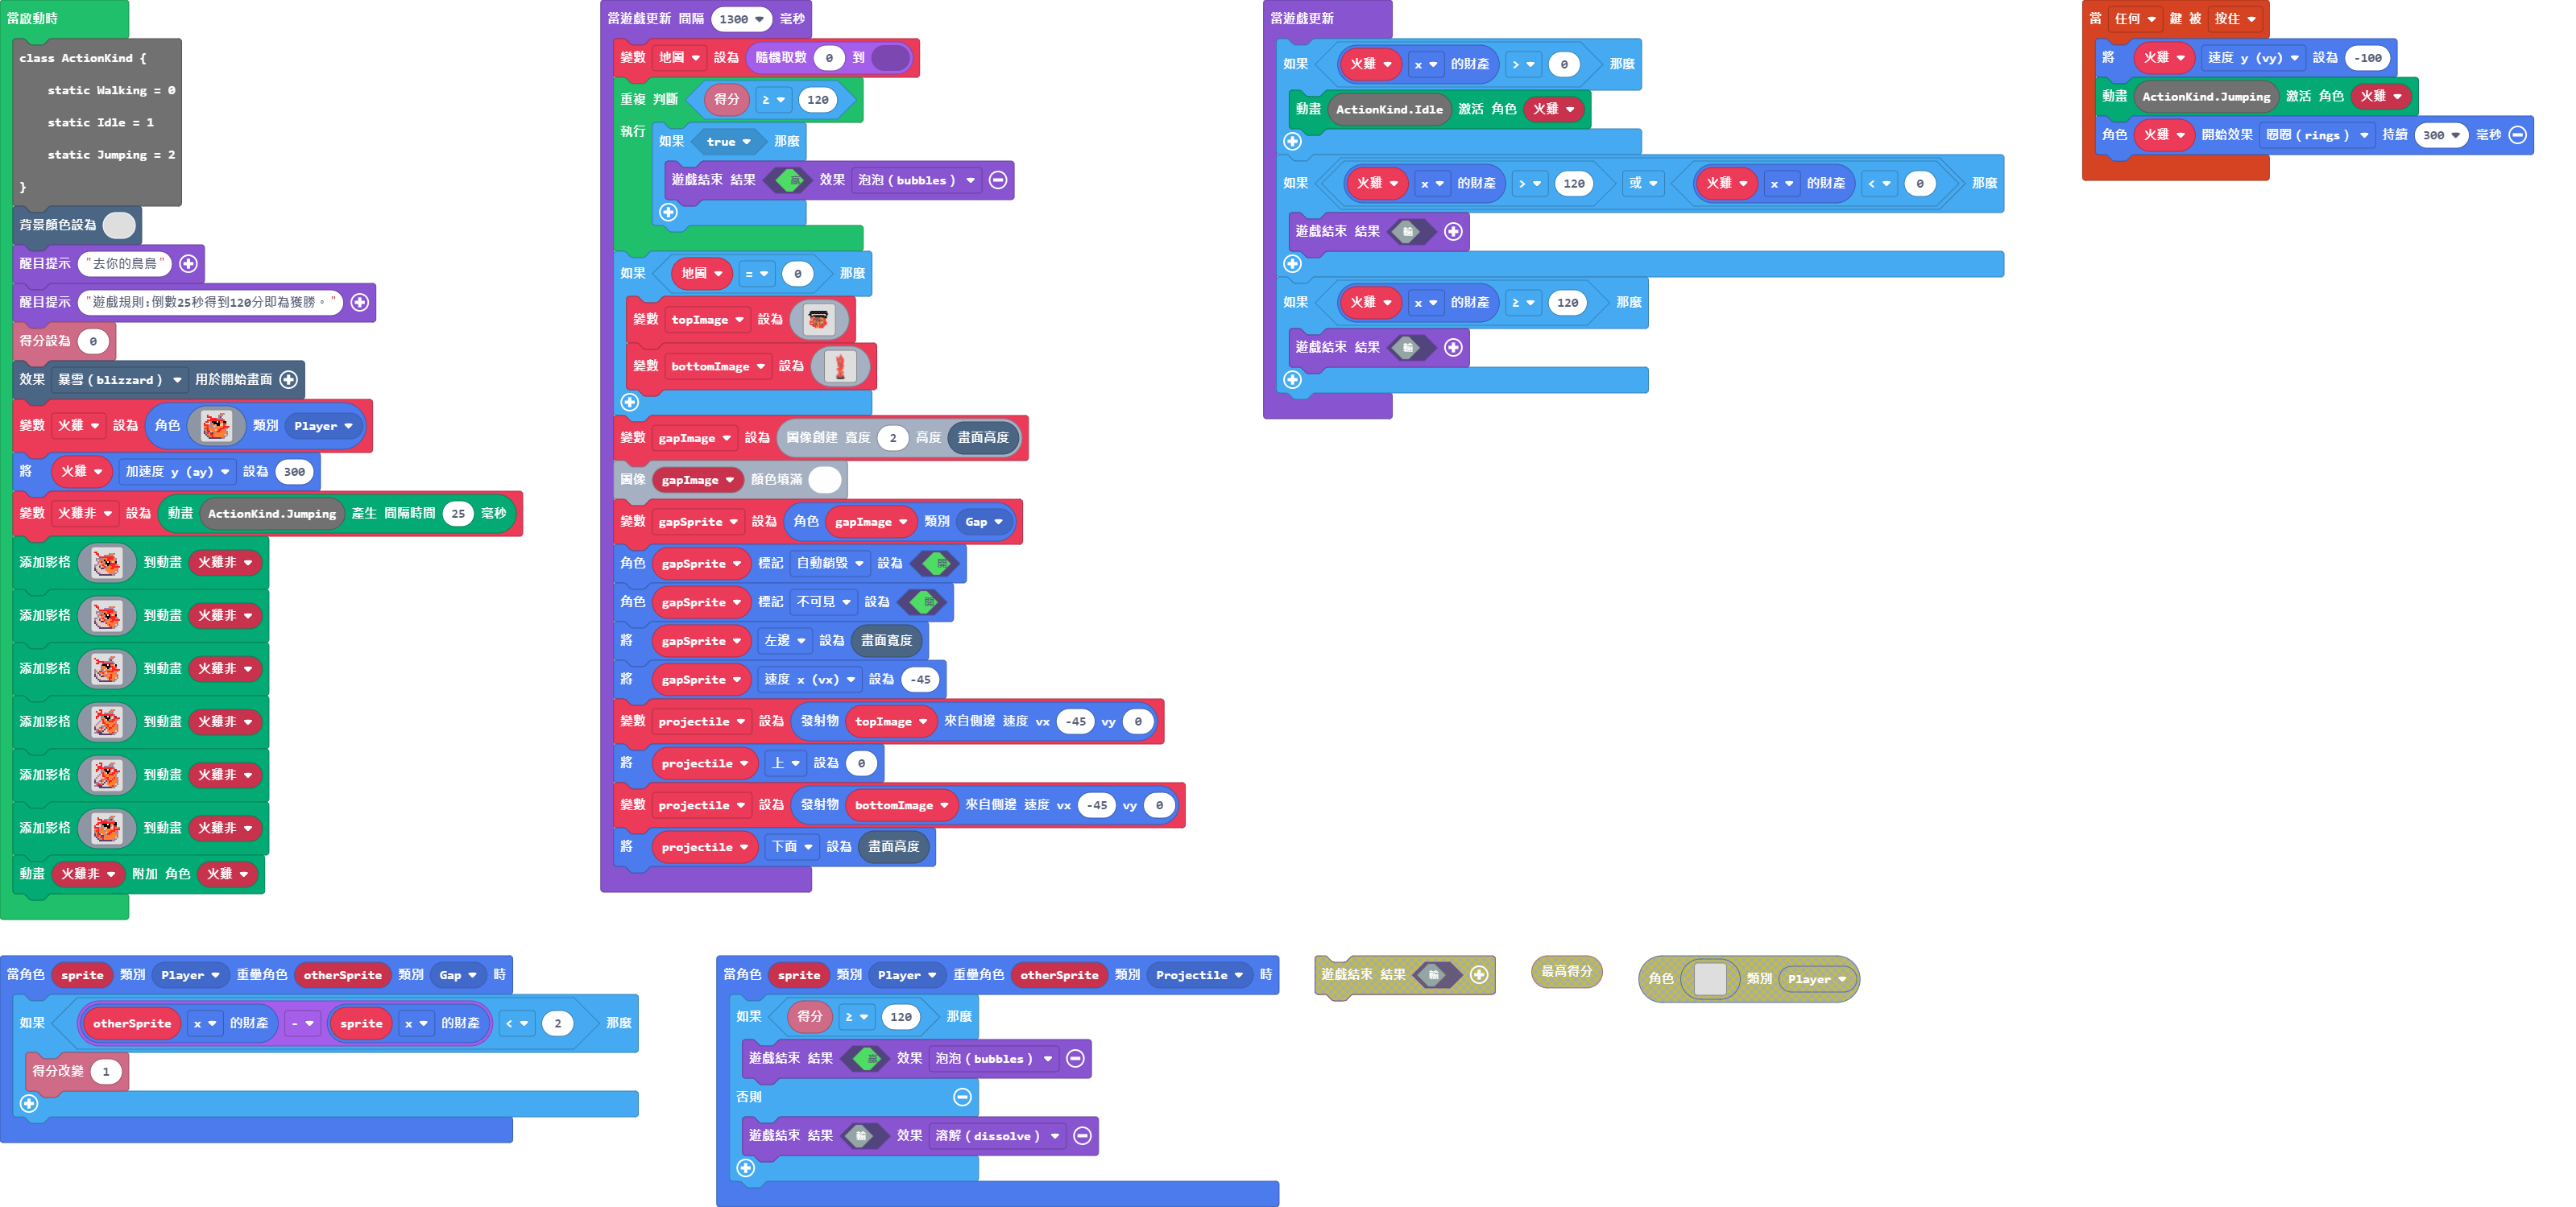 當啟動時
class ActionKind {
static Walking = 0
static Idle = 1
static Jumping = 2
}
背景顏色設為
醒目提示 "去你的鳥鳥"
醒目提示 "遊戲規則:倒數25秒得到120分即為獲勝。"
得分設為 0
效果 暴雪(blizzard) 用於開始畫面
變數 火雞 設為 角色 類別 Player
將 火雞 加速度 y (ay) 設為 300
變數 火雞非 設為 動畫 ActionKind.Jumping 產生 間隔時間 25 毫秒
添加影格 到動畫 火雞非
添加影格 到動畫 火雞非
添加影格 到動畫 火雞非
添加影格 到動畫 火雞非
添加影格 到動畫 火雞非
添加影格 到動畫 火雞非
動畫 火雞非 附加 角色 火雞
當遊戲更新 間隔 1300 毫秒
變數 地圖 設為 隨機取數 0 到
重複 判斷 得分 ≥ 120
執行
如果 true 那麼
遊戲結束 結果 贏 效果 泡泡(bubbles)
如果 地圖 = 0 那麼
變數 topImage 設為
變數 bottomImage 設為
變數 gapImage 設為 圖像創建 寬度 2 高度 畫面高度
圖像 gapImage 顏色填滿
變數 gapSprite 設為 角色 gapImage 類別 Gap
角色 gapSprite 標記 自動銷毀 設為 開
角色 gapSprite 標記 不可見 設為 開
將 gapSprite 左邊 設為 畫面寬度
將 gapSprite 速度 x (vx) 設為 -45
變數 projectile 設為 發射物 topImage 來自側邊 速度 vx -45 vy 0
將 projectile 上 設為 0
變數 projectile 設為 發射物 bottomImage 來自側邊 速度 vx -45 vy 0
將 projectile 下面 設為 畫面高度
當遊戲更新
如果 火雞 x 的財產 > 0 那麼
動畫 ActionKind.Idle 激活 角色 火雞
如果 火雞 x 的財產 > 120 或 火雞 x 的財產 < 0 那麼
遊戲結束 結果 輸
如果 火雞 x 的財產 ≥ 120 那麼
遊戲結束 結果 輸
當 任何 鍵 被 按住
將 火雞 速度 y (vy) 設為 -100
動畫 ActionKind.Jumping 激活 角色 火雞
角色 火雞 開始效果 圈圈(rings) 持續 300 毫秒
當角色 sprite 類別 Player 重疊角色 otherSprite 類別 Gap 時
如果 otherSprite x 的財產 - sprite x 的財產 < 2 那麼
得分改變 1
當角色 sprite 類別 Player 重疊角色 otherSprite 類別 Projectile 時
如果 得分 ≥ 120 那麼
遊戲結束 結果 贏 效果 泡泡(bubbles)
否則
遊戲結束 結果 輸 效果 溶解(dissolve)
遊戲結束 結果 輸
最高得分
角色 類別 Player